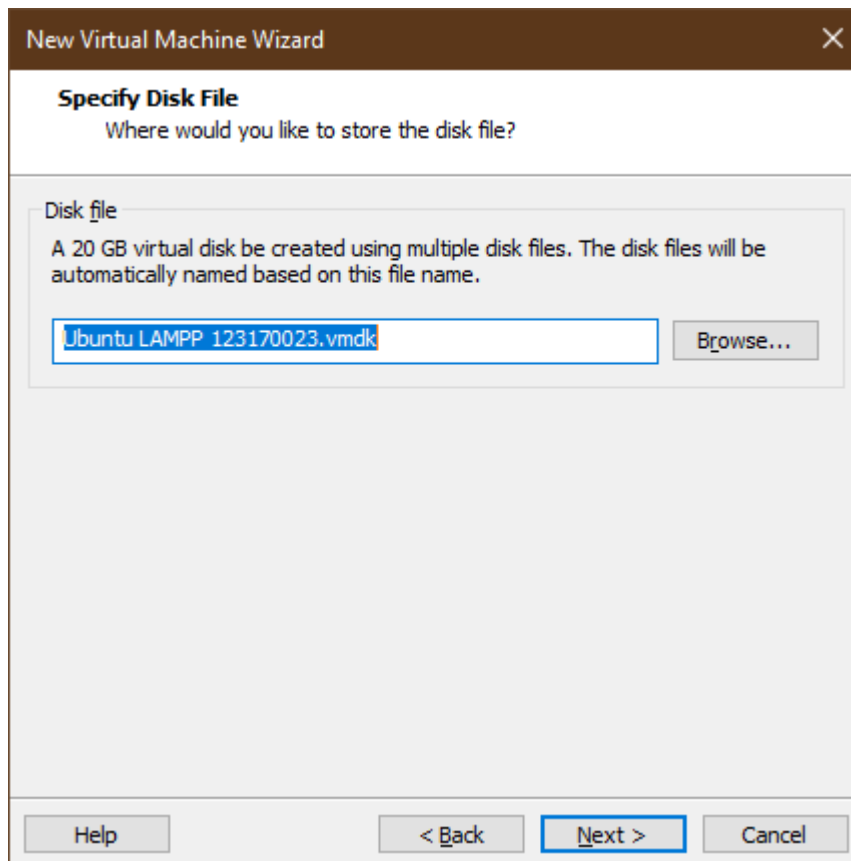 New Virtual Machine Wizard
Specify Disk File
Where would you like to store the disk file?
Disk file
A 20 GB virtual disk be created using multiple disk files. The disk files will be
automatically named based on this file name.
Ubuntu LAMPP 123170023.vmdk
Browse...
Help
< Back
Next >
Cancel